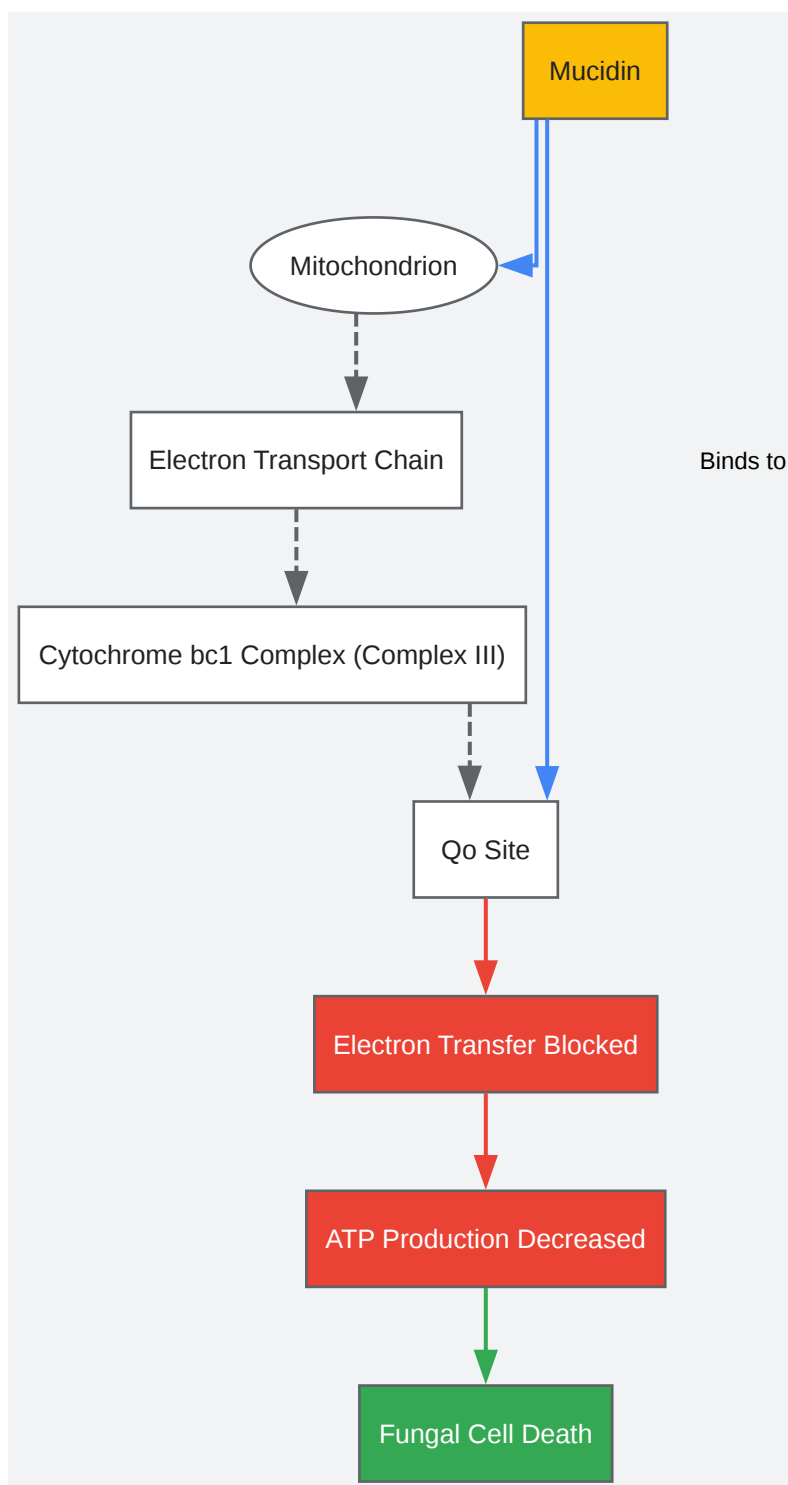 Mucidin
Mitochondrion
Electron Transport Chain
Binds to
Cytochrome bc1 Complex (Complex III)
Qo Site
Electron Transfer Blocked
ATP Production Decreased
Fungal Cell Death